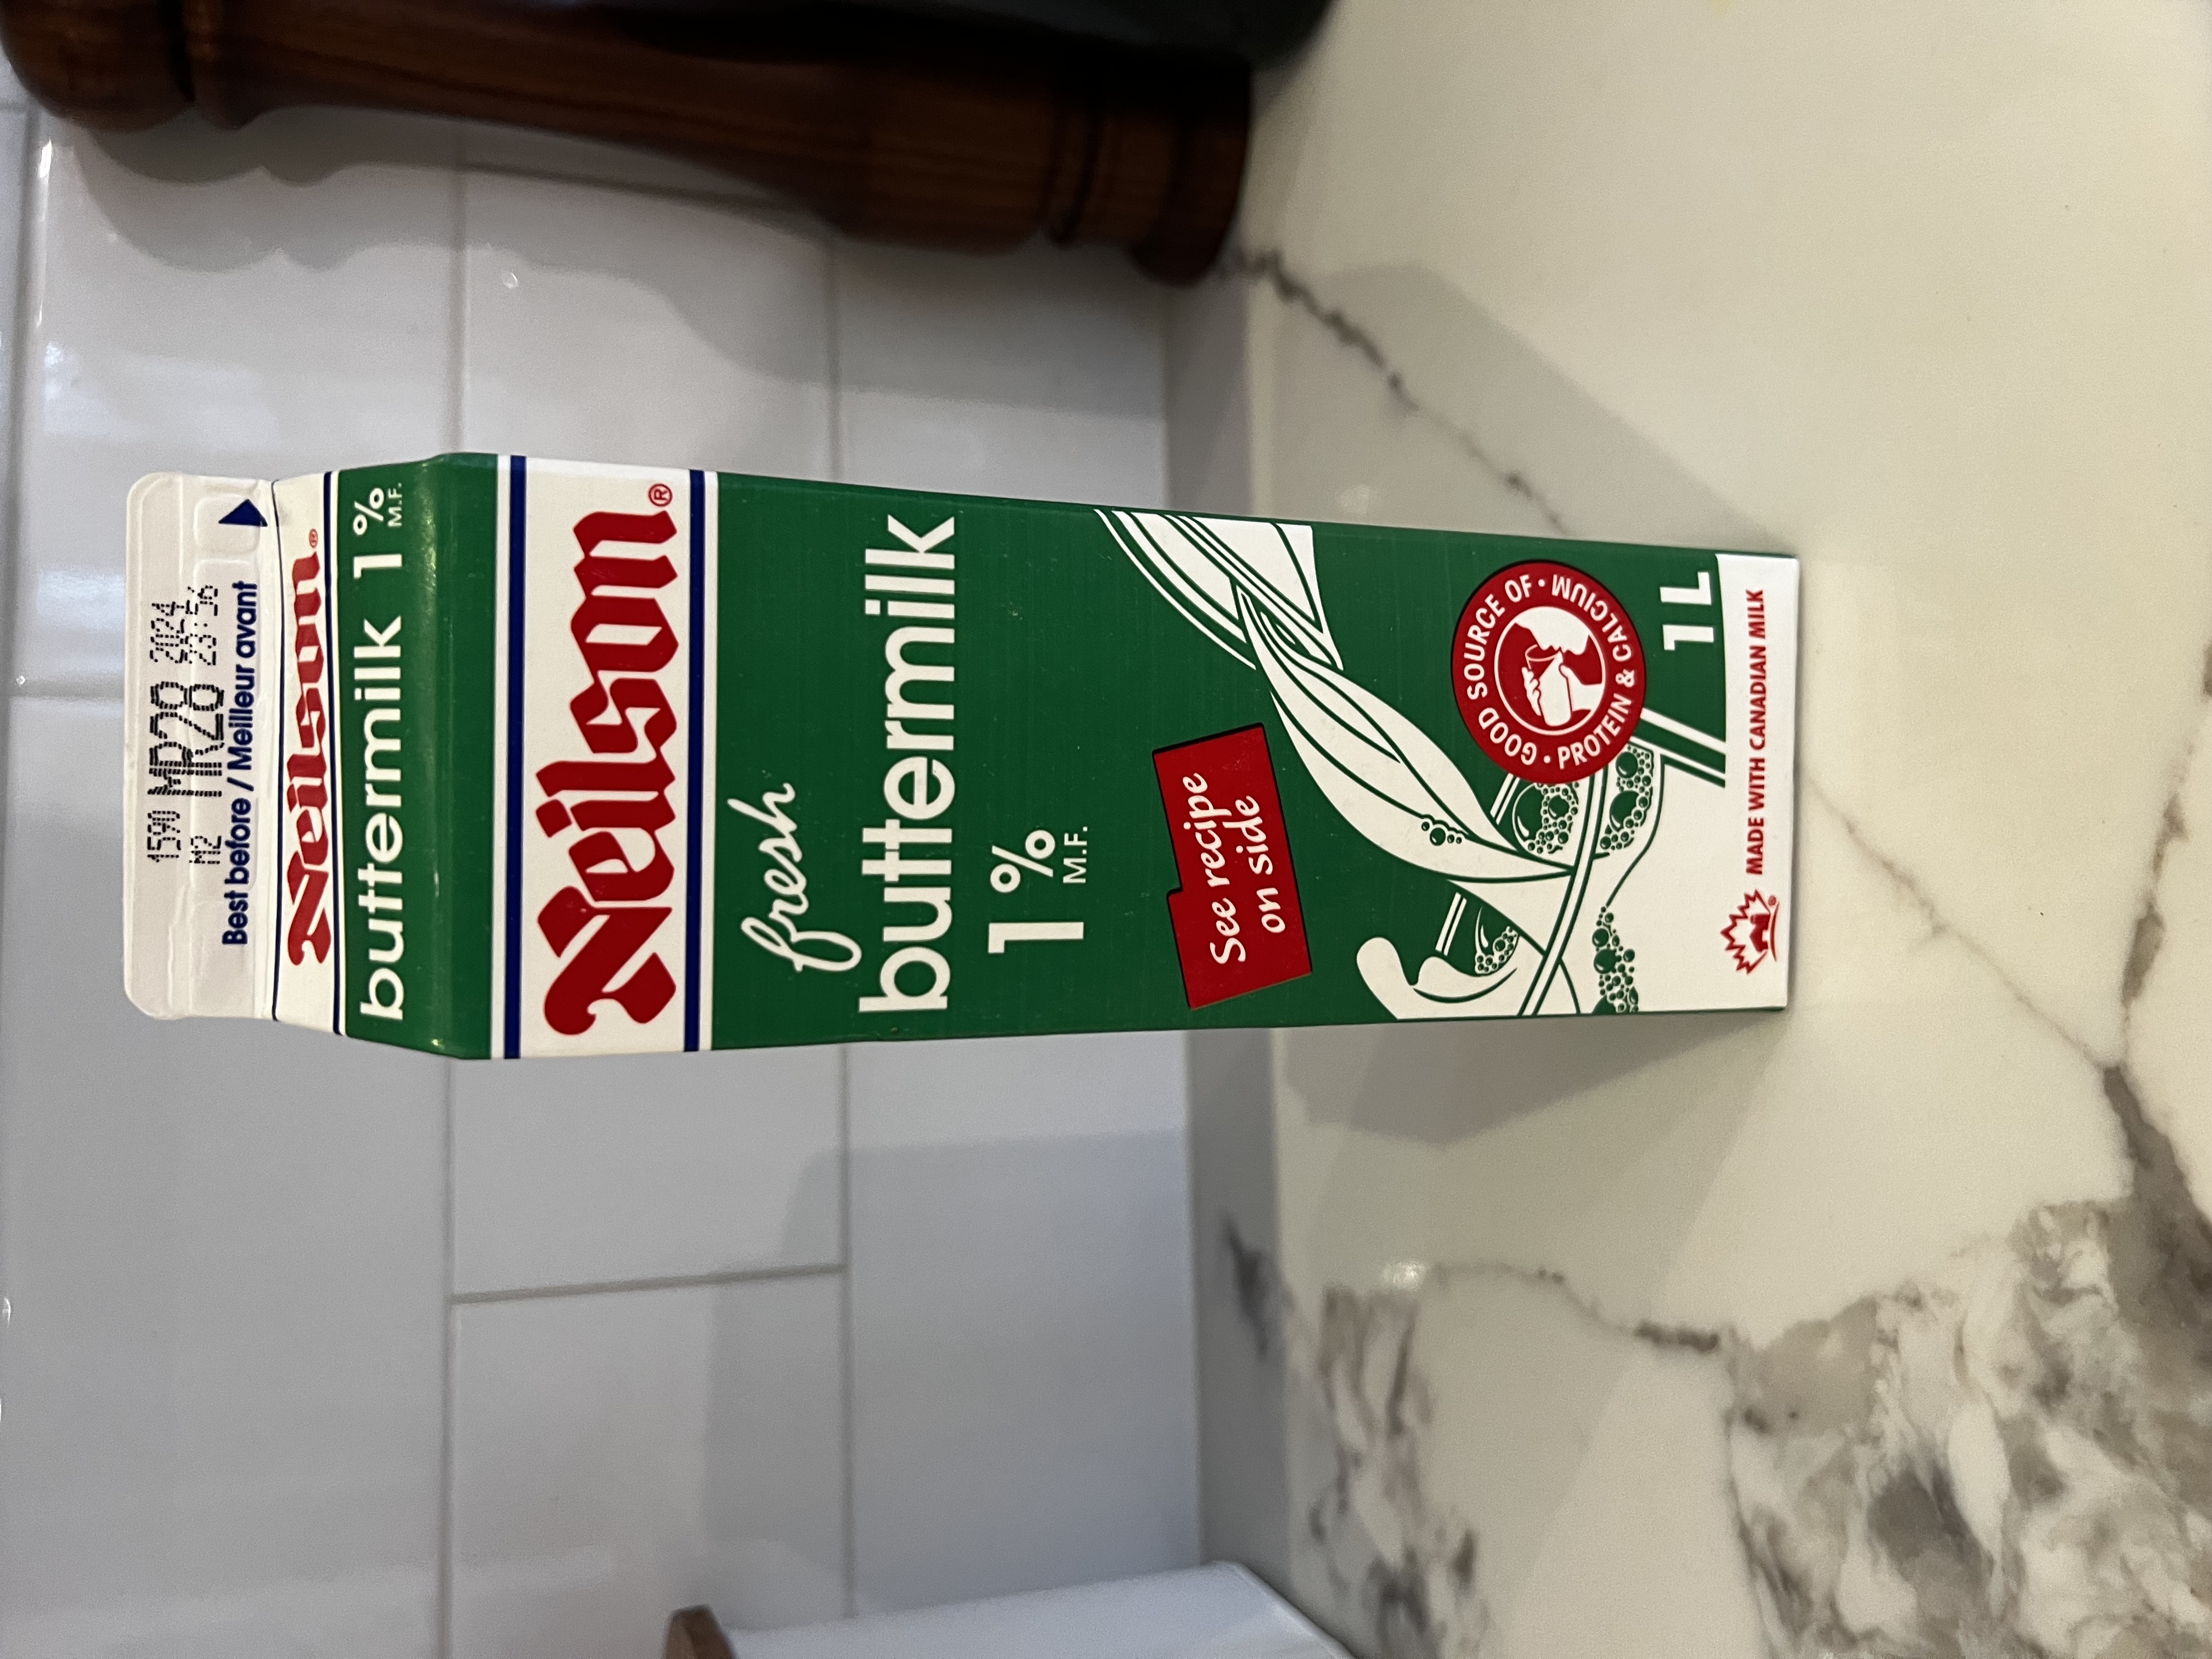 1590 MR28 2024
M2 23:56
Best before / Meilleur avant
Neilson®
buttermilk 1%
M.F.
Neilson®
fresh
buttermilk
1%
M.F.
See recipe
on side
GOOD SOURCE OF
• PROTEIN & CALCIUM •
1L
MADE WITH CANADIAN MILK